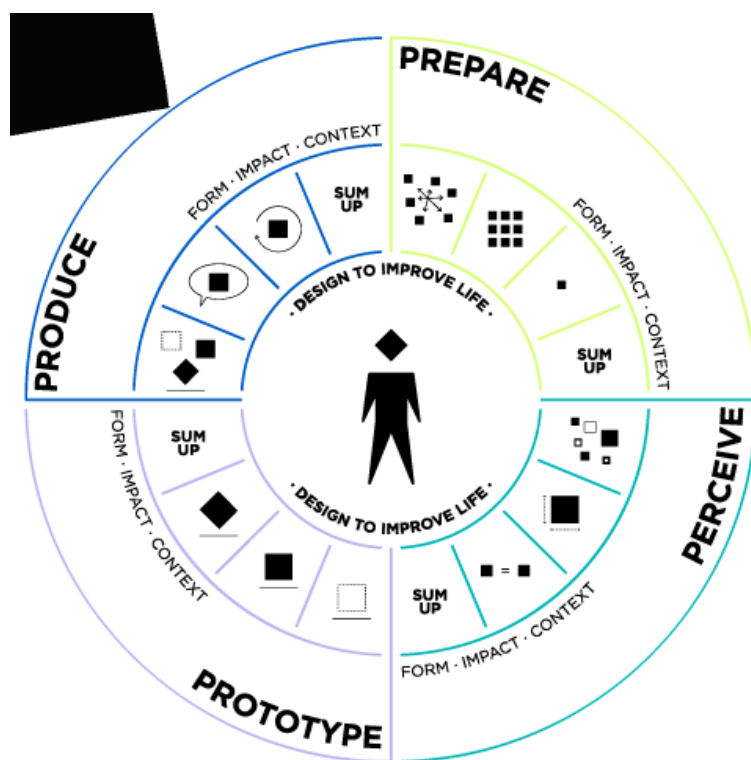 PREPARE
FORM · IMPACT · CONTEXT
SUM
UP
PERCEIVE
FORM · IMPACT · CONTEXT
SUM
UP
PROTOTYPE
FORM · IMPACT · CONTEXT
SUM
UP
PRODUCE
FORM · IMPACT · CONTEXT
SUM
UP
· DESIGN TO IMPROVE LIFE ·
· DESIGN TO IMPROVE LIFE ·